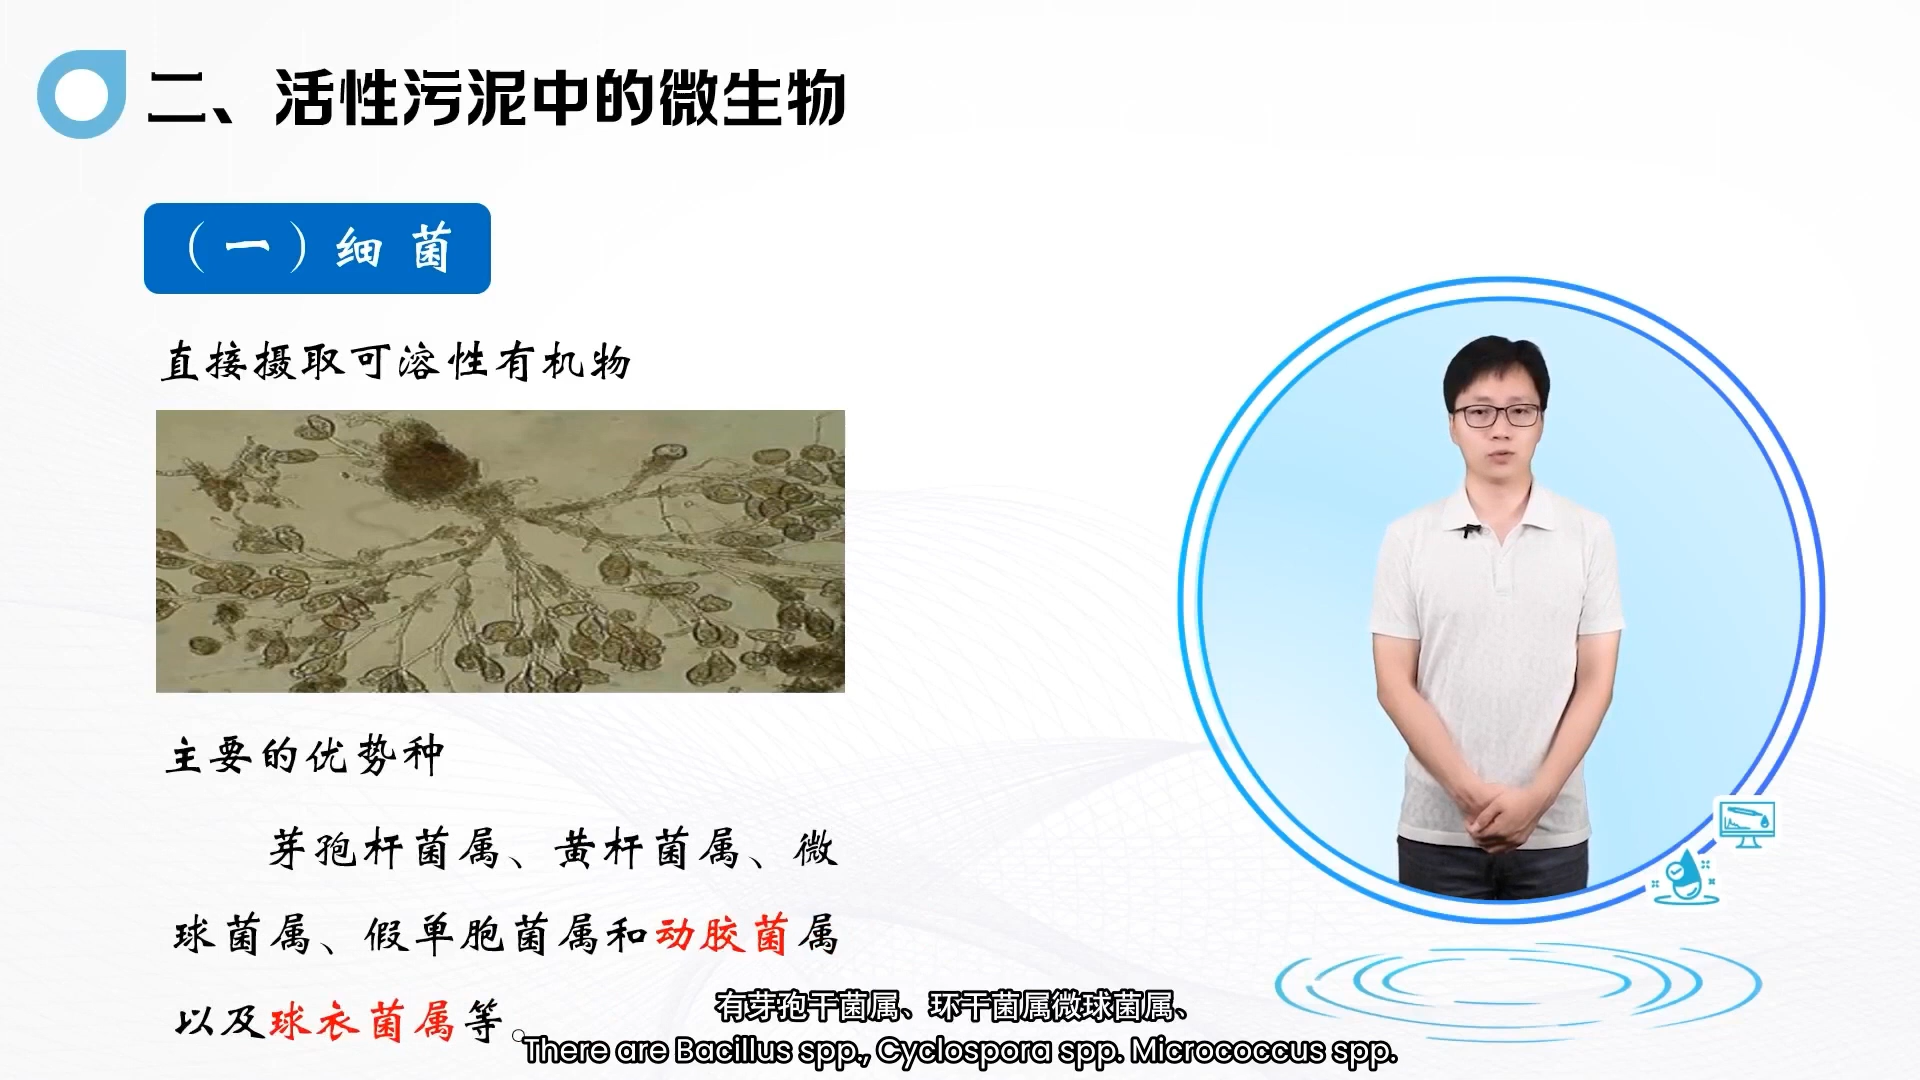 二、活性污泥中的微生物
（一）细 菌
直接摄取可溶性有机物
主要的优势种
芽孢杆菌属、黄杆菌属、微
球菌属、假单胞菌属和动胶菌属
以及球衣菌属等。
有芽孢干菌属、环干菌属微球菌属、
There are Bacillus spp., Cyclospora spp. Micrococcus spp.